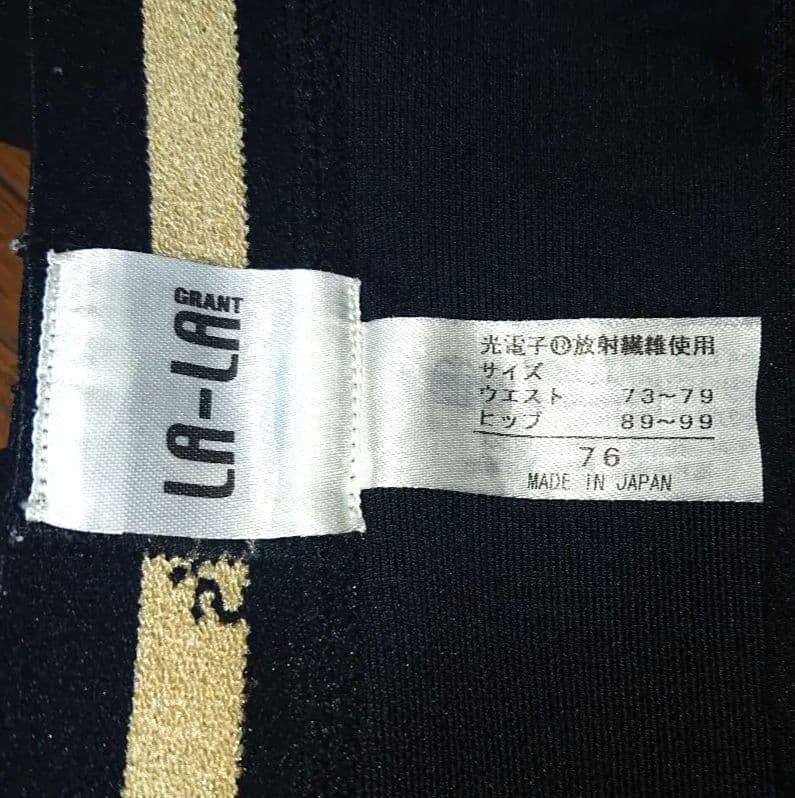 GRANT
LA-LA
光電子®放射繊維使用
サイズ
ウエスト 73~79
ヒップ 89~99
76
MADE IN JAPAN